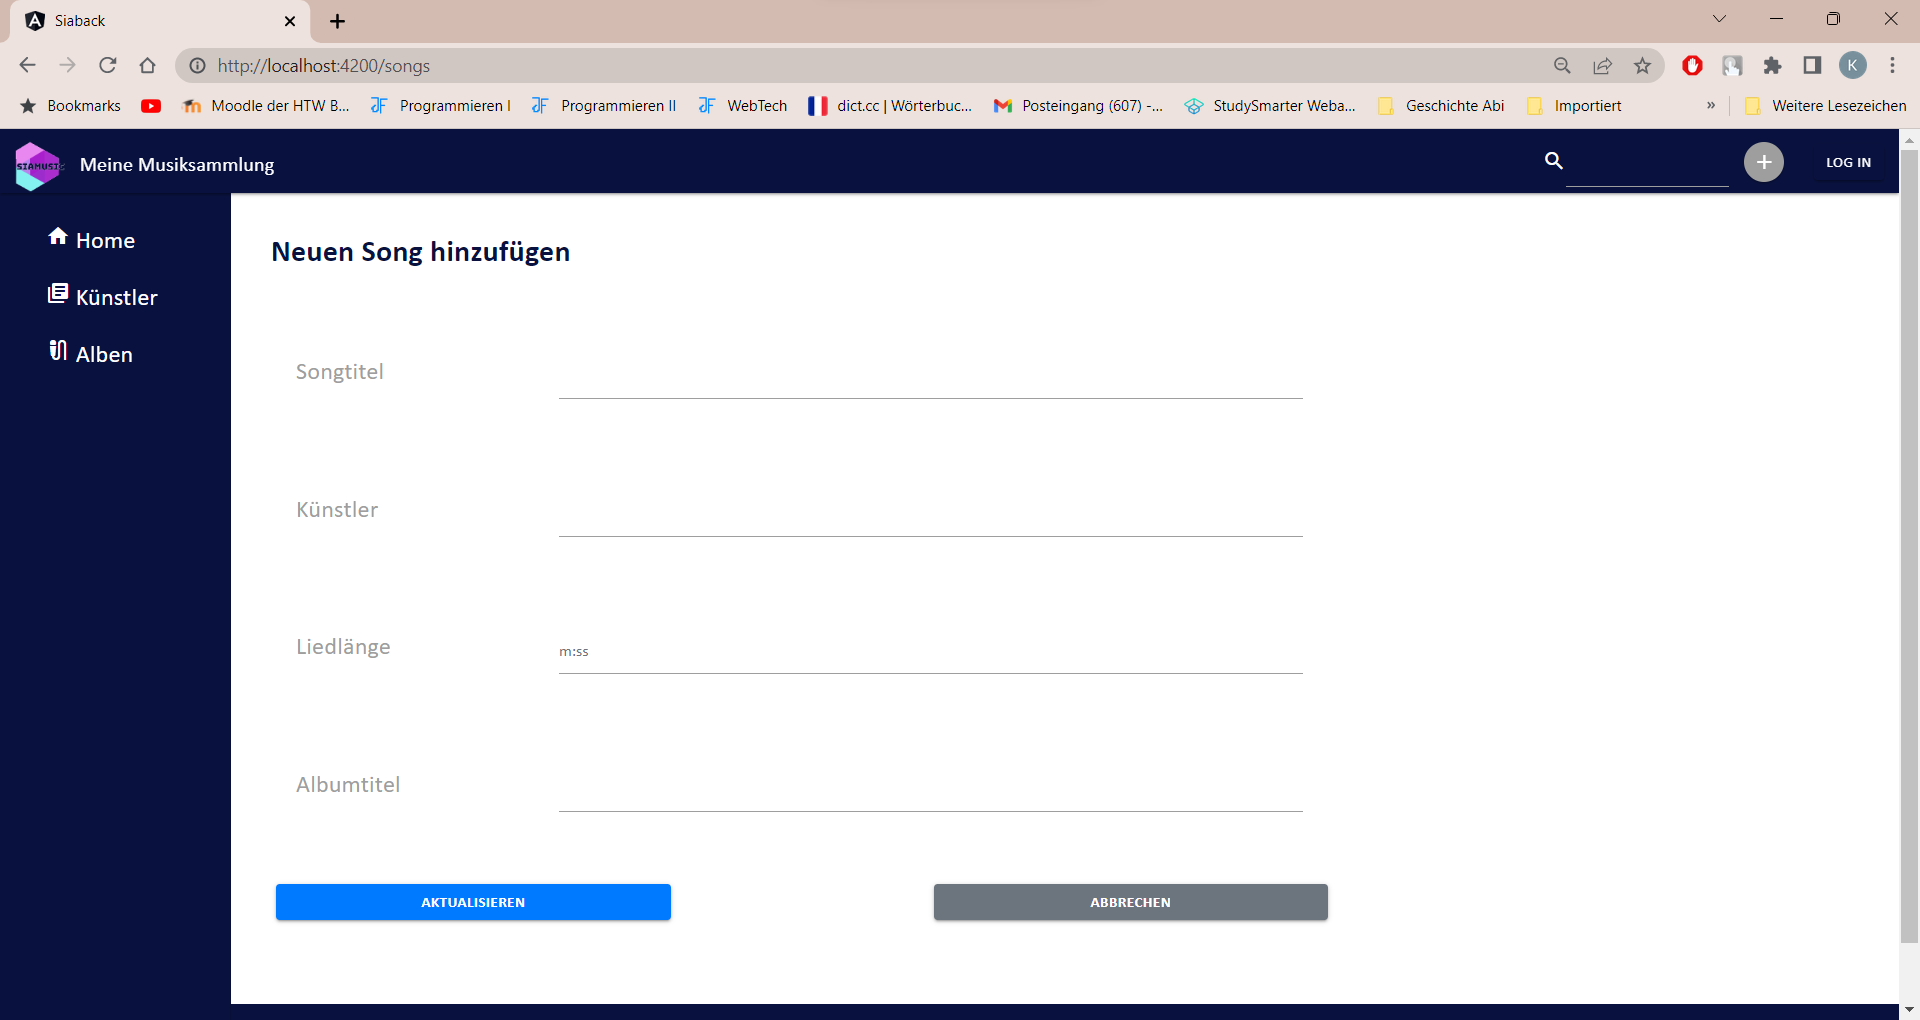 Siaback
http://localhost:4200/songs
K
Bookmarks
Moodle der HTW B...
Programmieren I
Programmieren II
WebTech
dict.cc | Wörterbuc...
Posteingang (607) -...
StudySmarter Weba...
Geschichte Abi
Importiert
»
Weitere Lesezeichen
SIAMUSIC
Meine Musiksammlung
LOG IN
Home
Künstler
Alben
Neuen Song hinzufügen
Songtitel
Künstler
Liedlänge
m:ss
Albumtitel
AKTUALISIEREN
ABBRECHEN